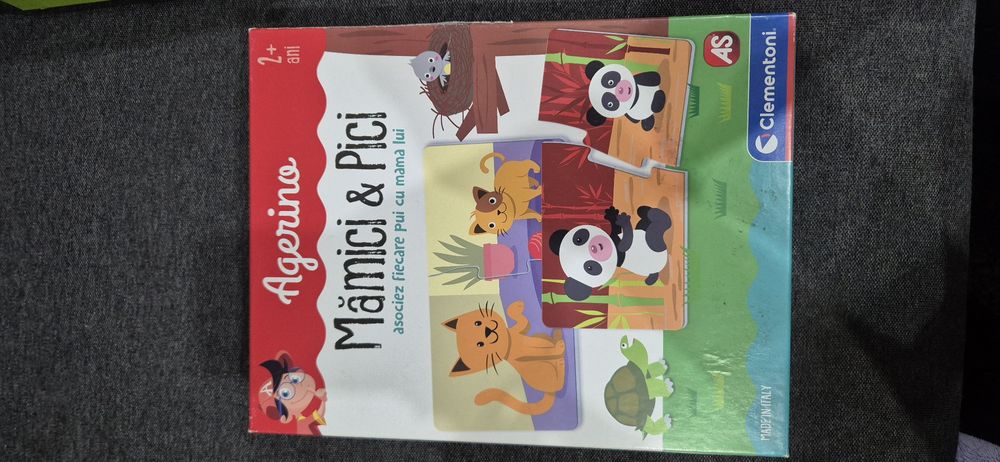 Agerino
2+
ani
Mămici & Pici
asociez fiecare pui cu mama lui
A
MADE IN ITALY
AS
Clementoni